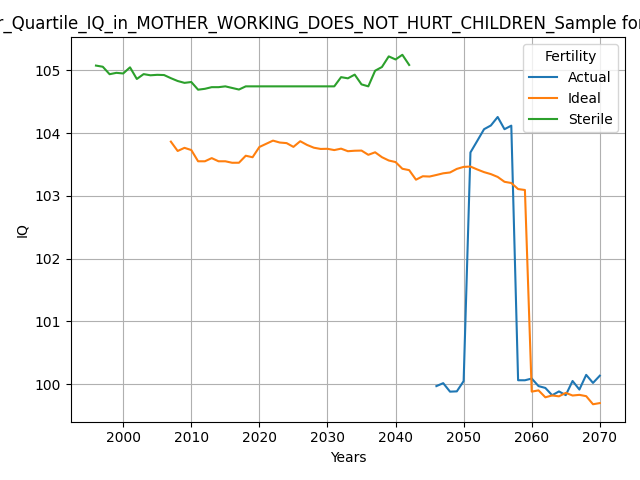 r_Quartile_IQ_in_MOTHER_WORKING_DOES_NOT_HURT_CHILDREN_Sample for
Fertility
Actual
Ideal
Sterile
105
104
103
102
101
100
IQ
2000 2010 2020 2030 2040 2050 2060 2070
Years